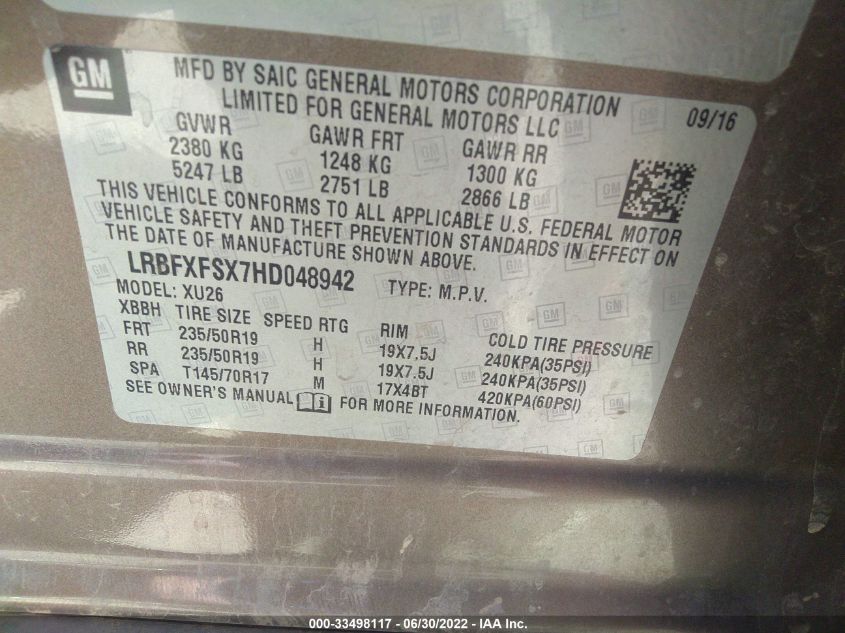 GM
MFD BY SAIC GENERAL MOTORS CORPORATION
LIMITED FOR GENERAL MOTORS LLC
09/16
GVWR GAWR FRT GAWR RR
2380 KG 1248 KG 1300 KG
5247 LB 2751 LB 2866 LB
THIS VEHICLE CONFORMS TO ALL APPLICABLE U.S. FEDERAL MOTOR
VEHICLE SAFETY AND THEFT PREVENTION STANDARDS IN EFFECT ON
THE DATE OF MANUFACTURE SHOWN ABOVE.
LRBFXFSX7HD048942 TYPE: M.P.V.
MODEL: XU26
XBBH TIRE SIZE SPEED RTG RIM COLD TIRE PRESSURE
FRT 235/50R19 H 19X7.5J 240KPA(35PSI)
RR 235/50R19 H 19X7.5J 240KPA(35PSI)
SPA T145/70R17 M 17X4BT 420KPA(60PSI)
SEE OWNER'S MANUAL FOR MORE INFORMATION.
000-33498117 - 06/30/2022 - IAA Inc.